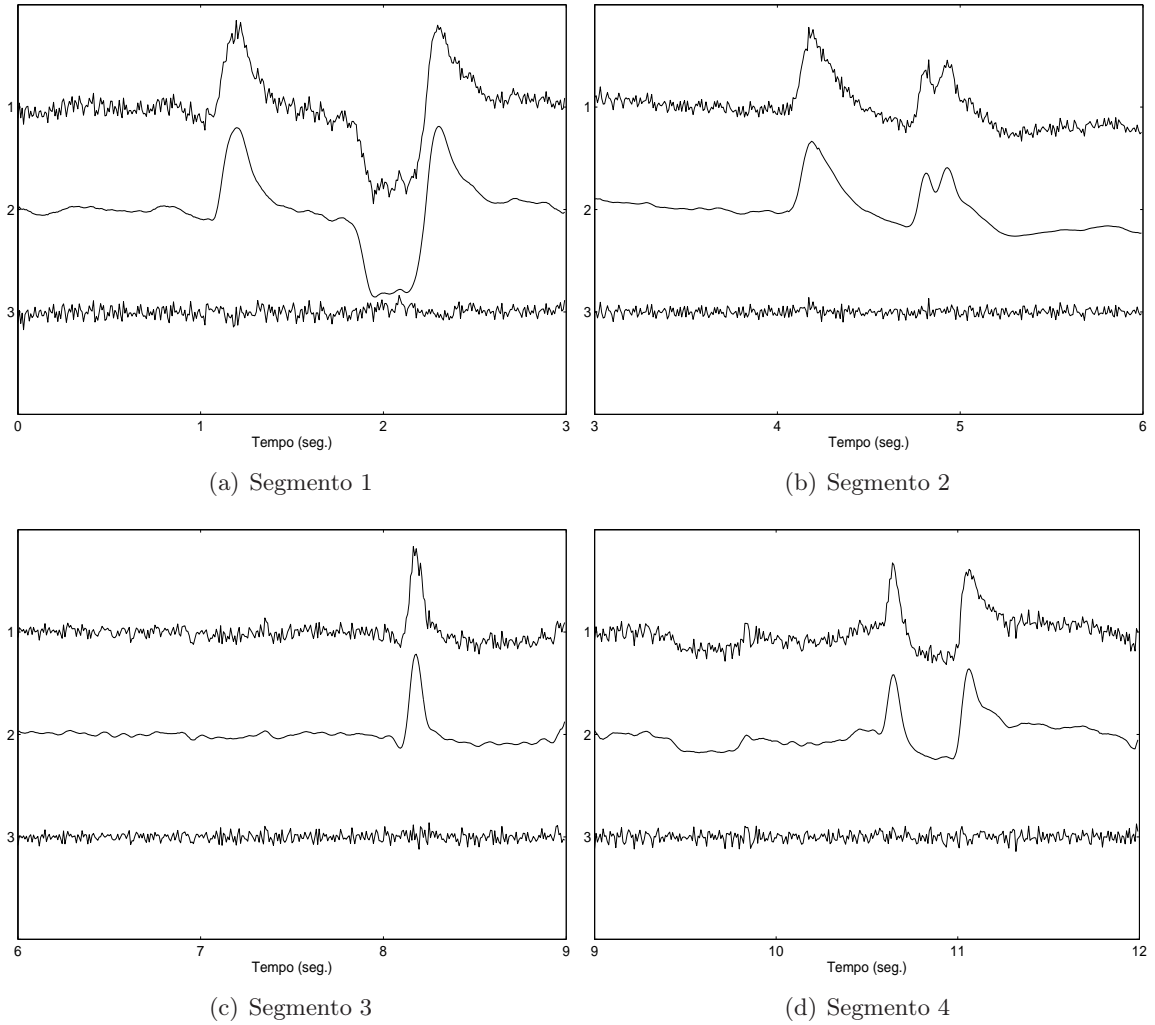 1
2
3
0 1 2 3
Tempo (seg.)
(a) Segmento 1
1
2
3
3 4 5 6
Tempo (seg.)
(b) Segmento 2
1
2
3
6 7 8 9
Tempo (seg.)
(c) Segmento 3
1
2
3
9 10 11 12
Tempo (seg.)
(d) Segmento 4